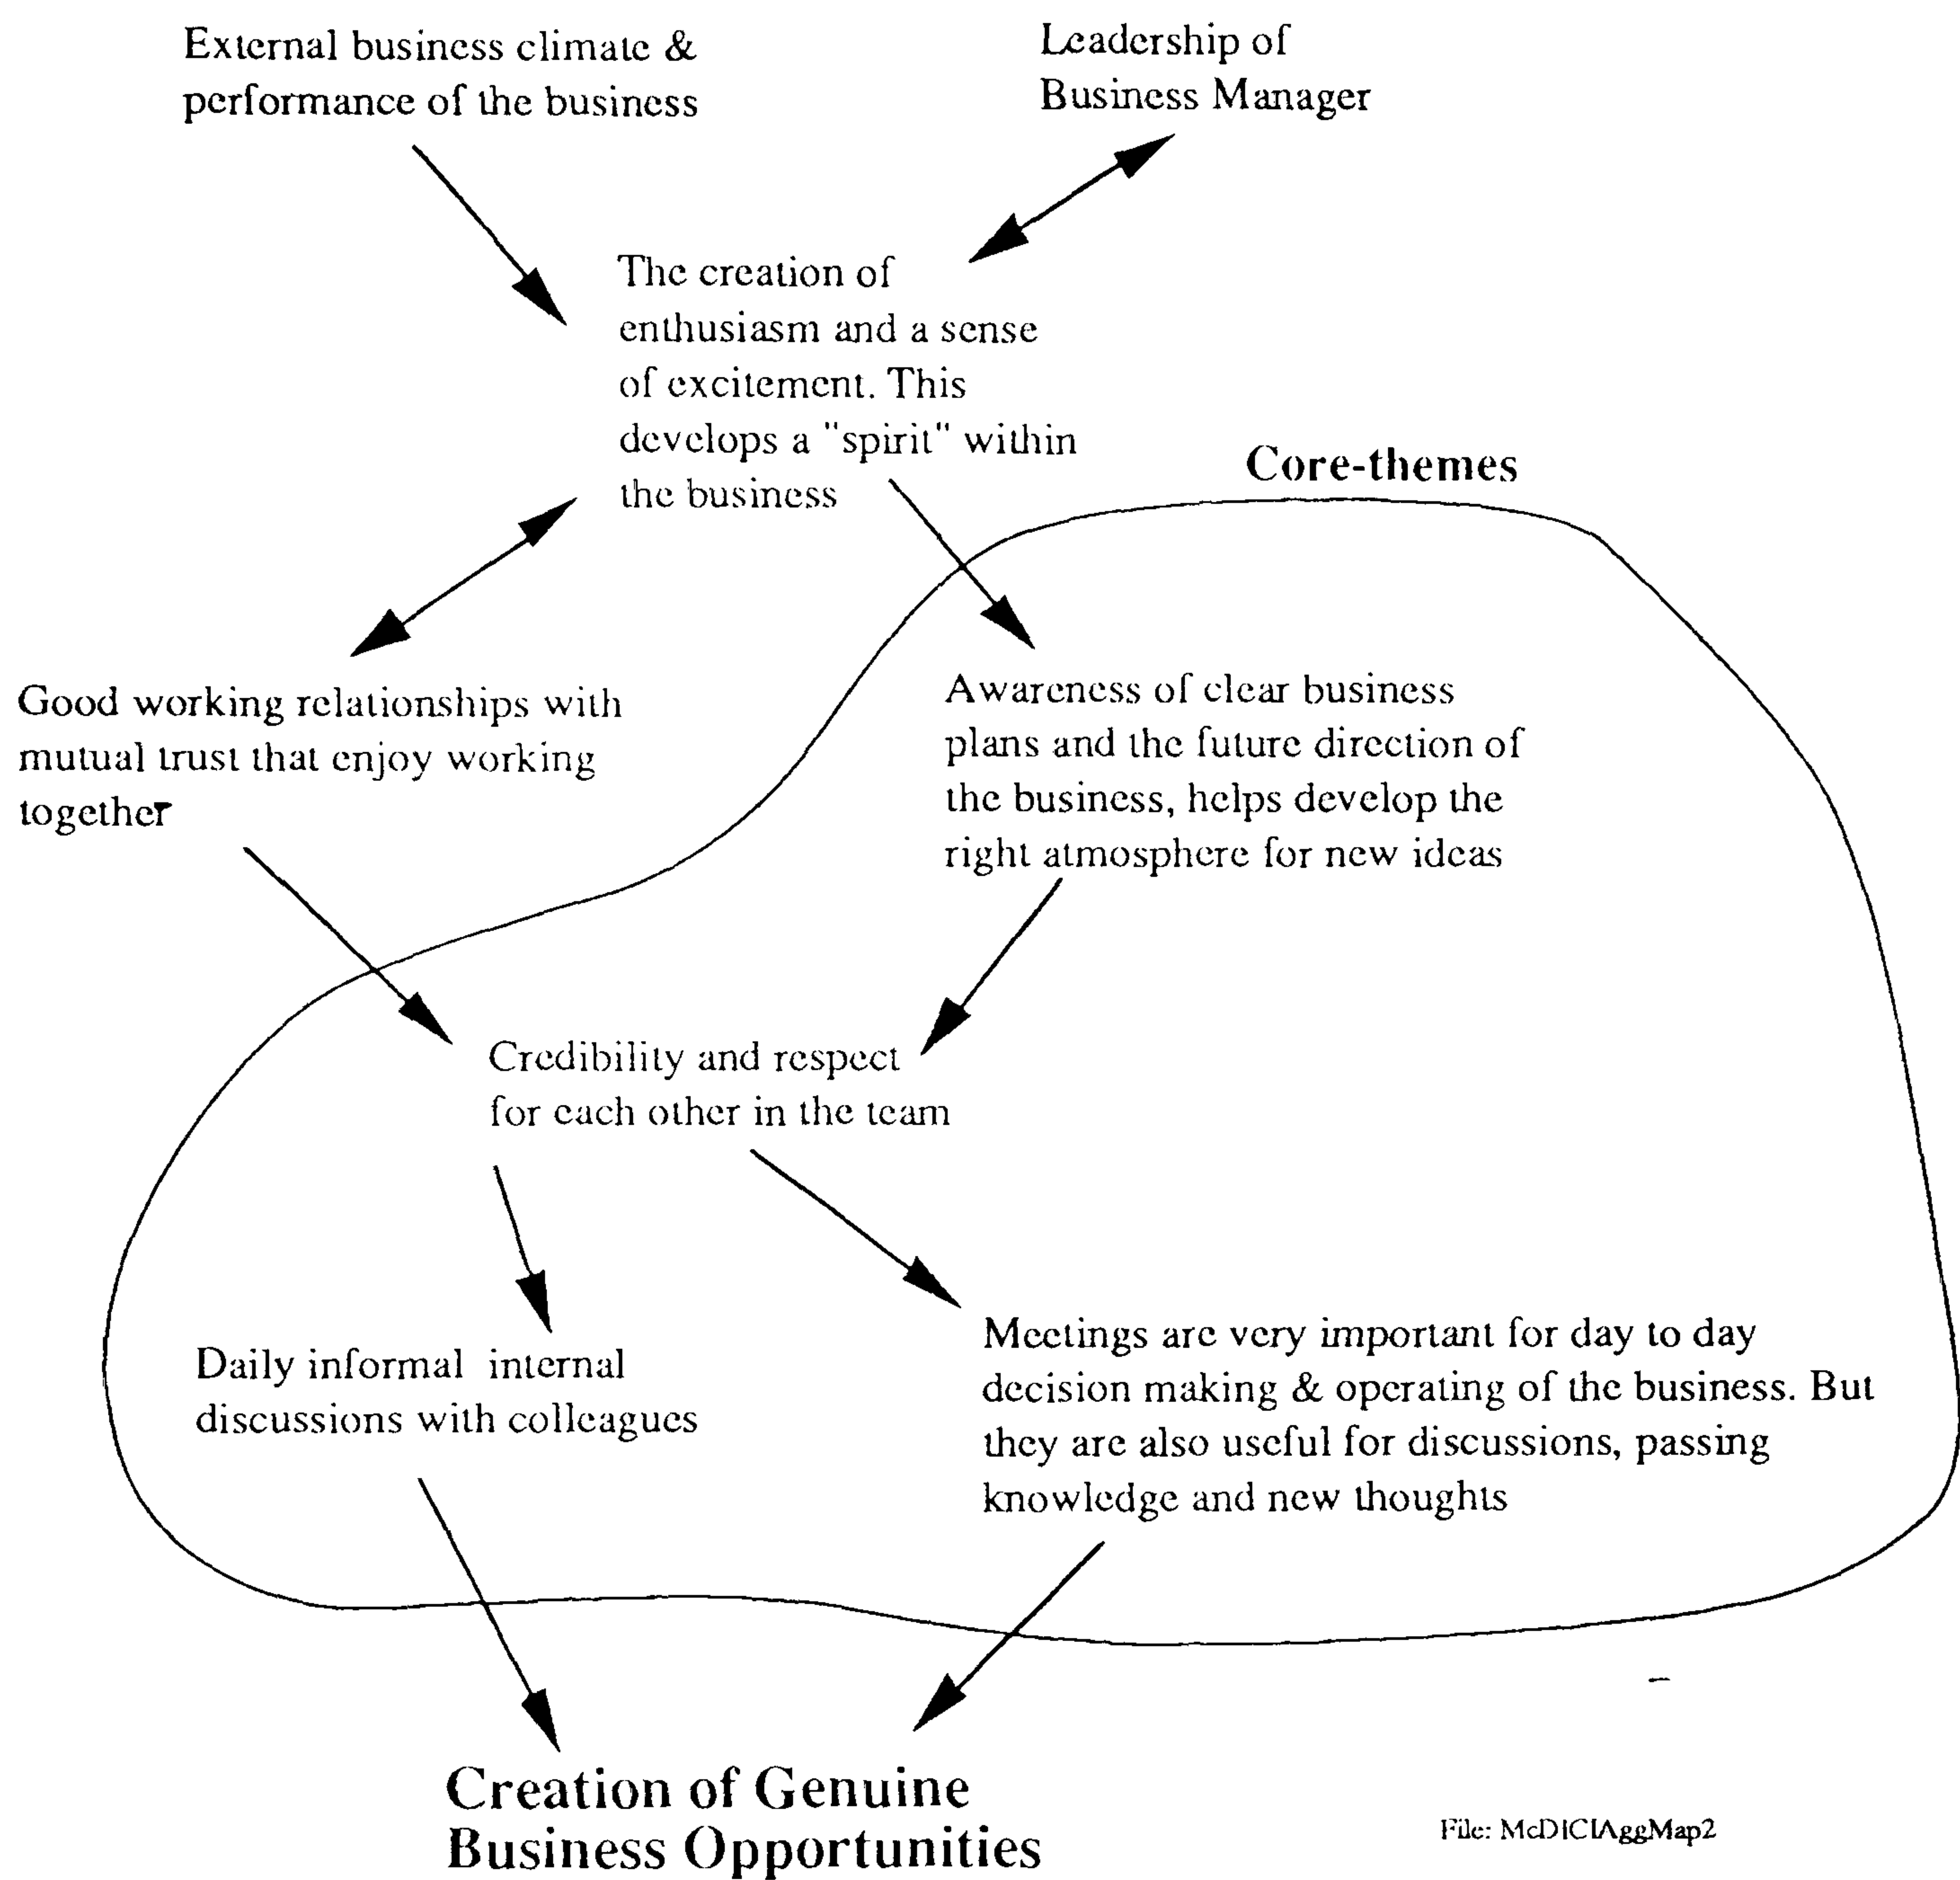 External business climate &
performance of the business
Leadership of
Business Manager
The creation of
enthusiasm and a sense
of excitement. This
develops a "spirit" within
the business
Core-themes
Good working relationships with
mutual trust that enjoy working
together
Awareness of clear business
plans and the future direction of
the business, helps develop the
right atmosphere for new ideas
Credibility and respect
for each other in the team
Daily informal internal
discussions with colleagues
Meetings are very important for day to day
decision making & operating of the business. But
they are also useful for discussions, passing
knowledge and new thoughts
Creation of Genuine
Business Opportunities
File: